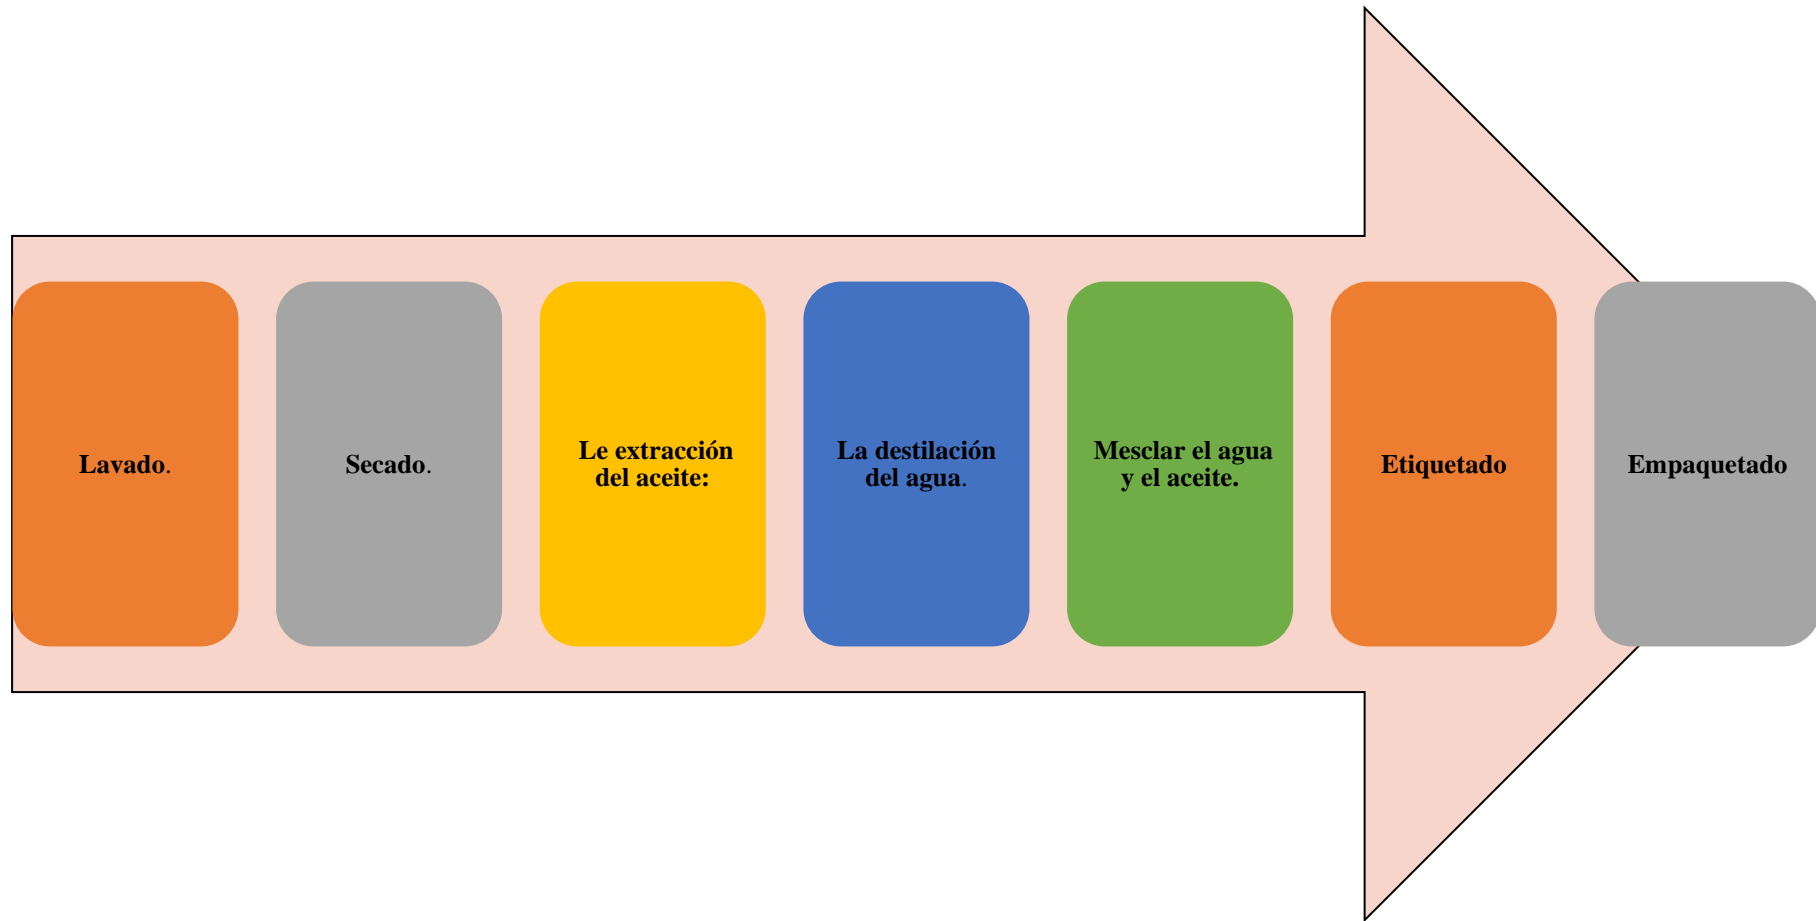 Lavado.
Secado.
Le extracción
del aceite:
La destilación
del agua.
Mesclar el agua
y el aceite.
Etiquetado
Empaquetado